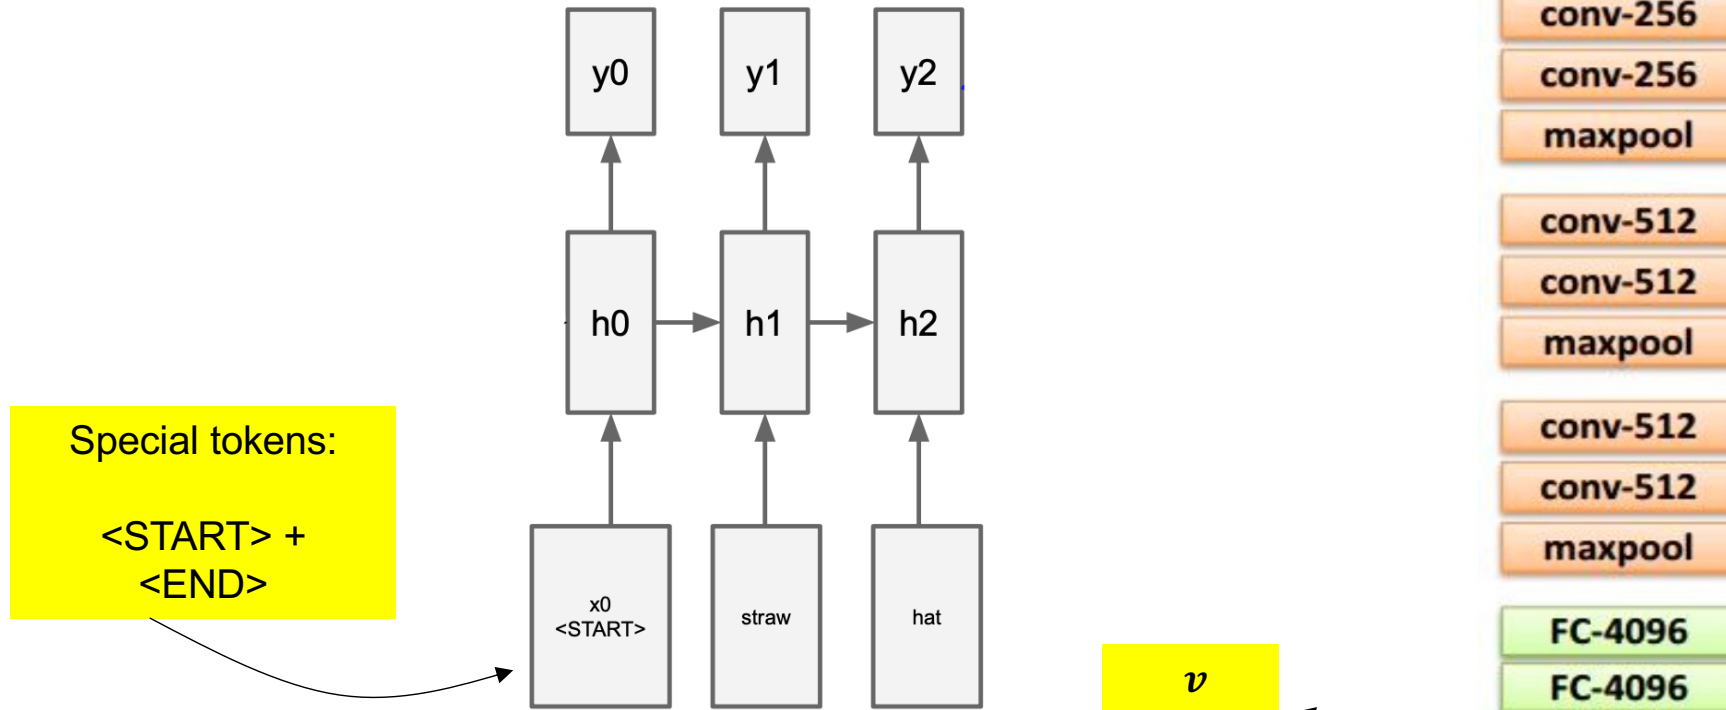 y0
y1
y2
h0
h1
h2
x0
<START>
straw
hat
Special tokens:
<START> +
<END>
v
conv-256
conv-256
maxpool
conv-512
conv-512
maxpool
conv-512
conv-512
maxpool
FC-4096
FC-4096